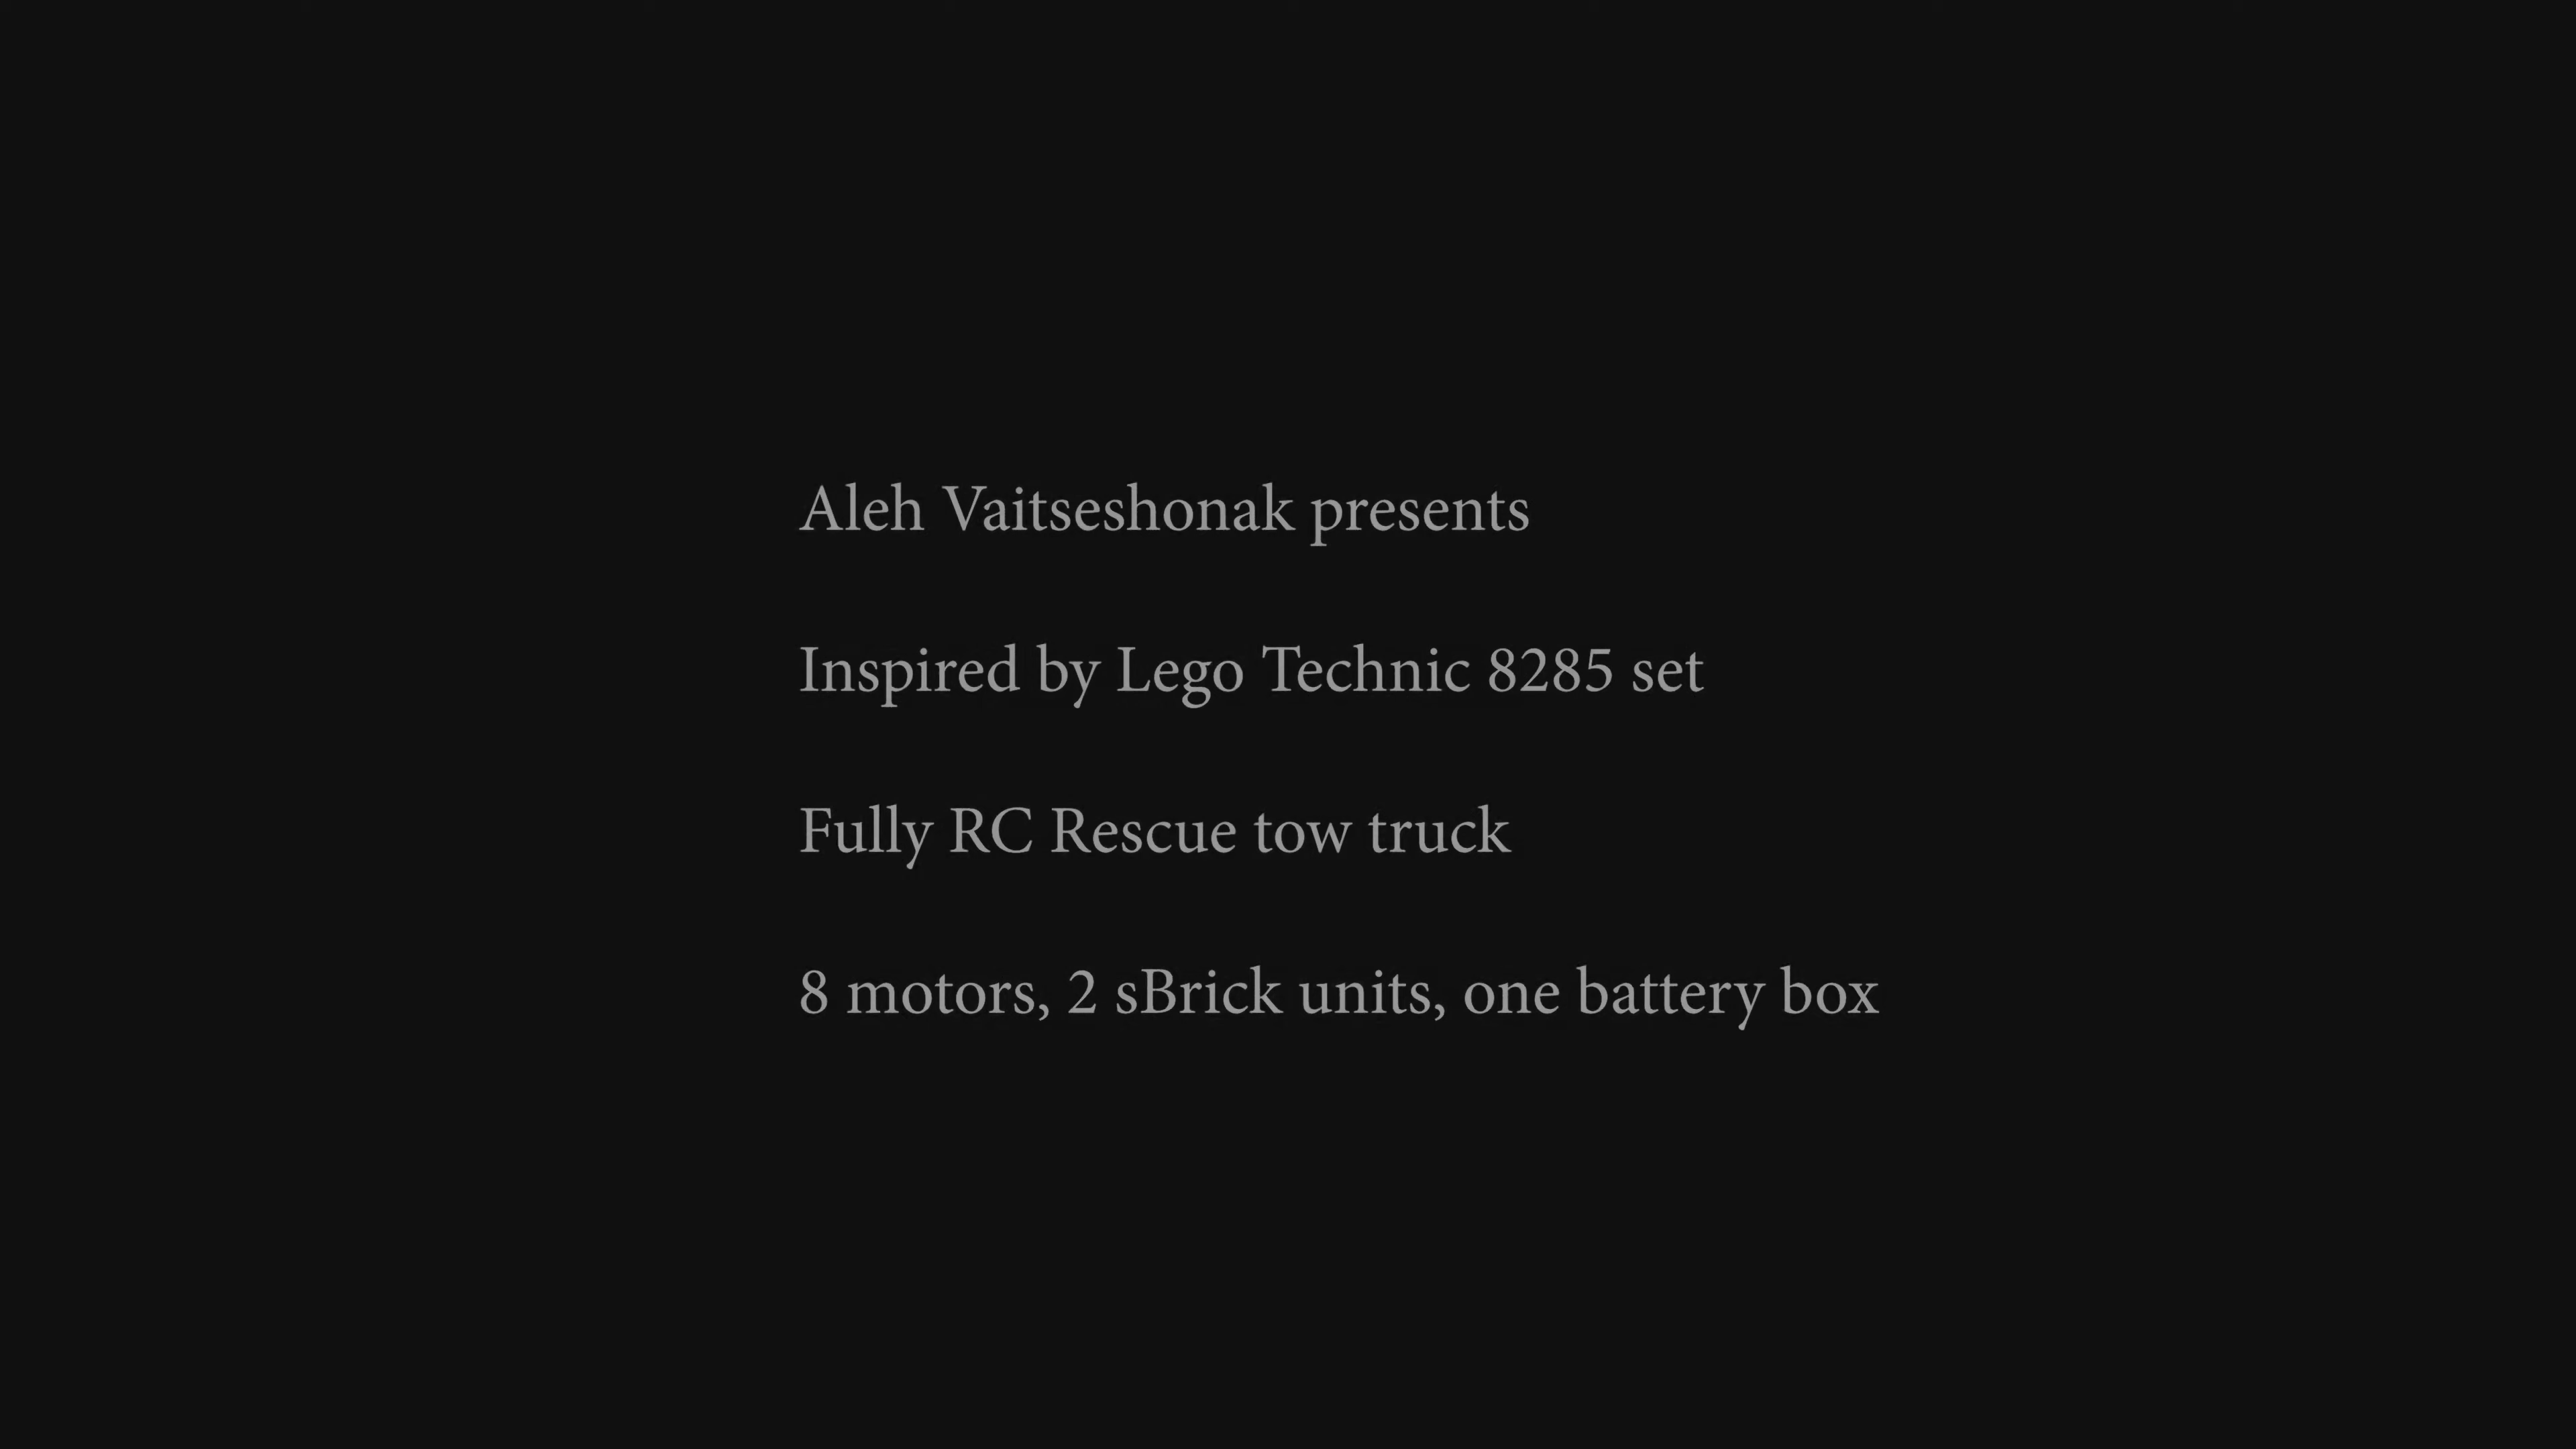 Aleh Vaitseshonak presents
Inspired by Lego Technic 8285 set
Fully RC Rescue tow truck
8 motors, 2 sBrick units, one battery box